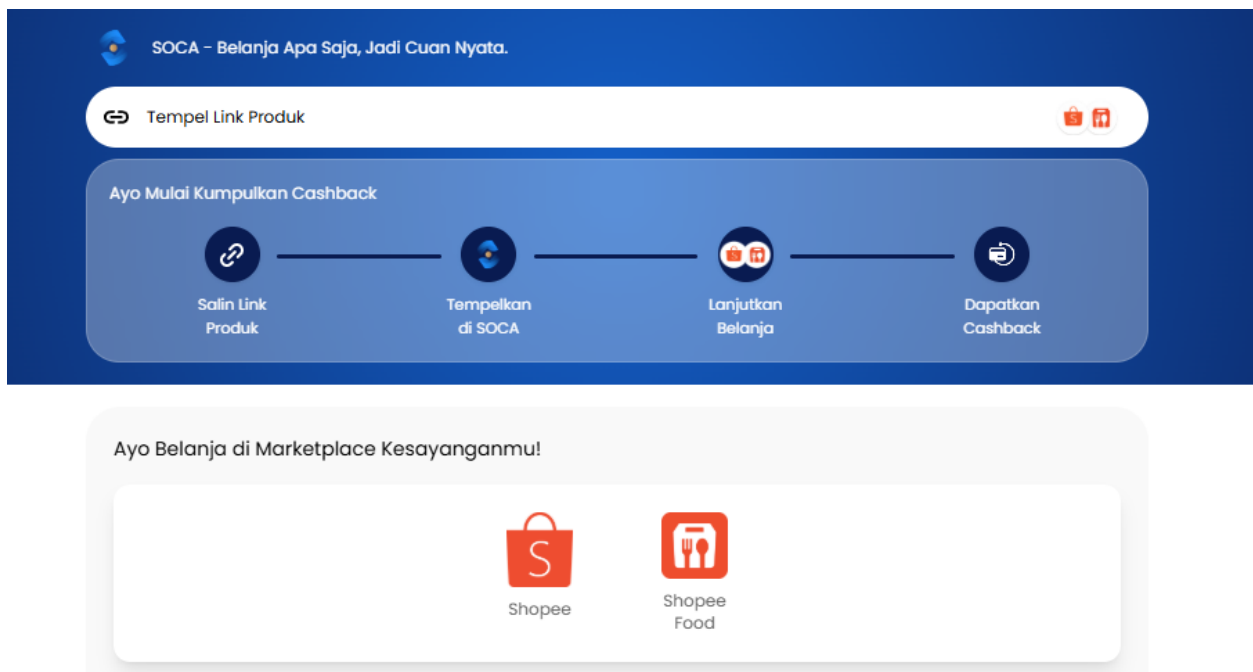 SOCA - Belanja Apa Saja, Jadi Cuan Nyata.
Tempel Link Produk
Ayo Mulai Kumpulkan Cashback
Salin Link
Produk
Tempelkan
di SOCA
Lanjutkan
Belanja
Dapatkan
Cashback
Ayo Belanja di Marketplace Kesayanganmu!
S
Shopee
Shopee
Food